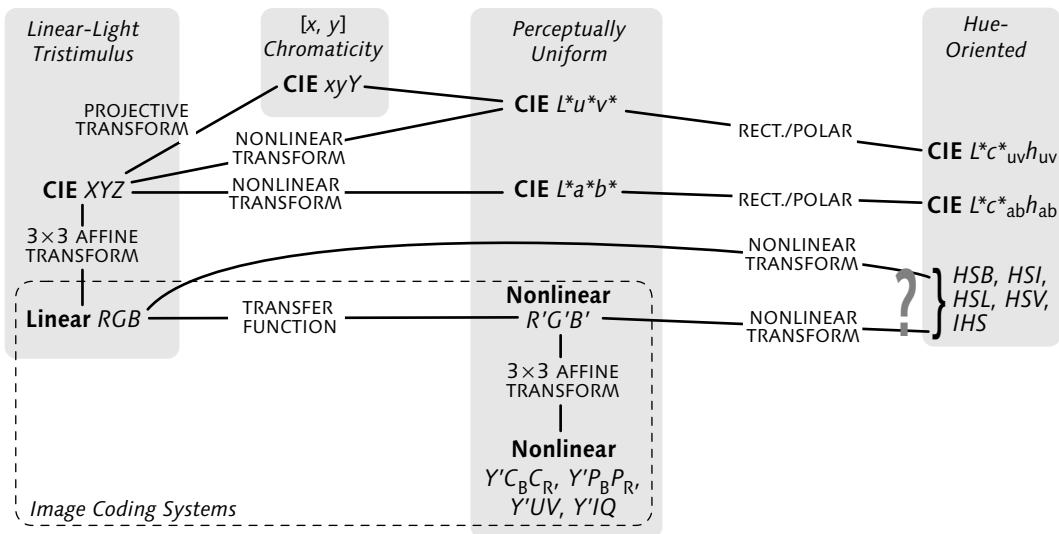 Linear-Light
Tristimulus
[x, y]
Chromaticity
Perceptually
Uniform
Hue-
Oriented
CIE xyY
CIE L*u*v*
PROJECTIVE
TRANSFORM
NONLINEAR
TRANSFORM
RECT./POLAR
CIE L*c*uvhuv
CIE XYZ
NONLINEAR
TRANSFORM
CIE L*a*b*
RECT./POLAR
CIE L*c*abhab
3×3 AFFINE
TRANSFORM
NONLINEAR
TRANSFORM
Linear RGB
TRANSFER
FUNCTION
Nonlinear
R'G'B'
NONLINEAR
TRANSFORM
?
}
HSB, HSI,
HSL, HSV,
IHS
3×3 AFFINE
TRANSFORM
Nonlinear
Y'CBCR, Y'PBPR,
Y'UV, Y'IQ
Image Coding Systems